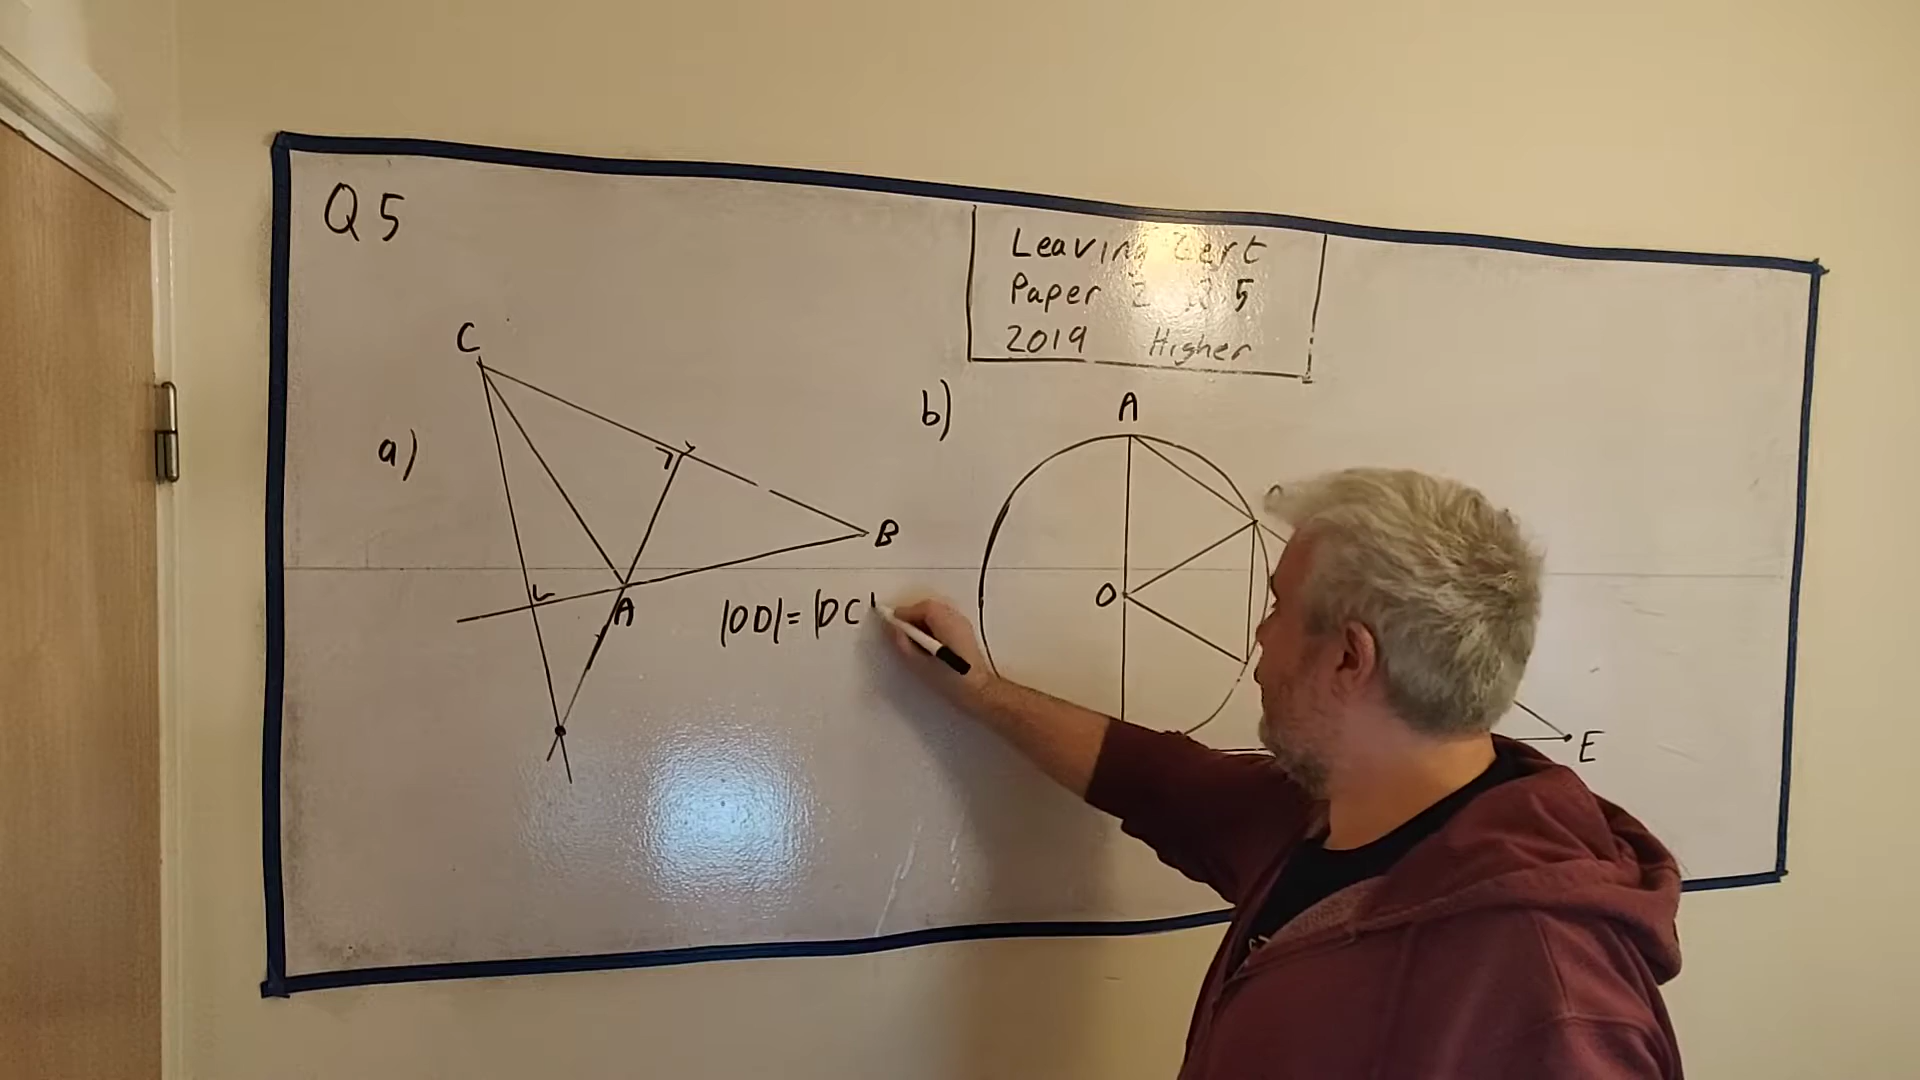 Q5
Leaving Cert
Paper 2 Q5
2019 Higher
a)
C
B
A
b)
A
O
E
|OD|=|DC|